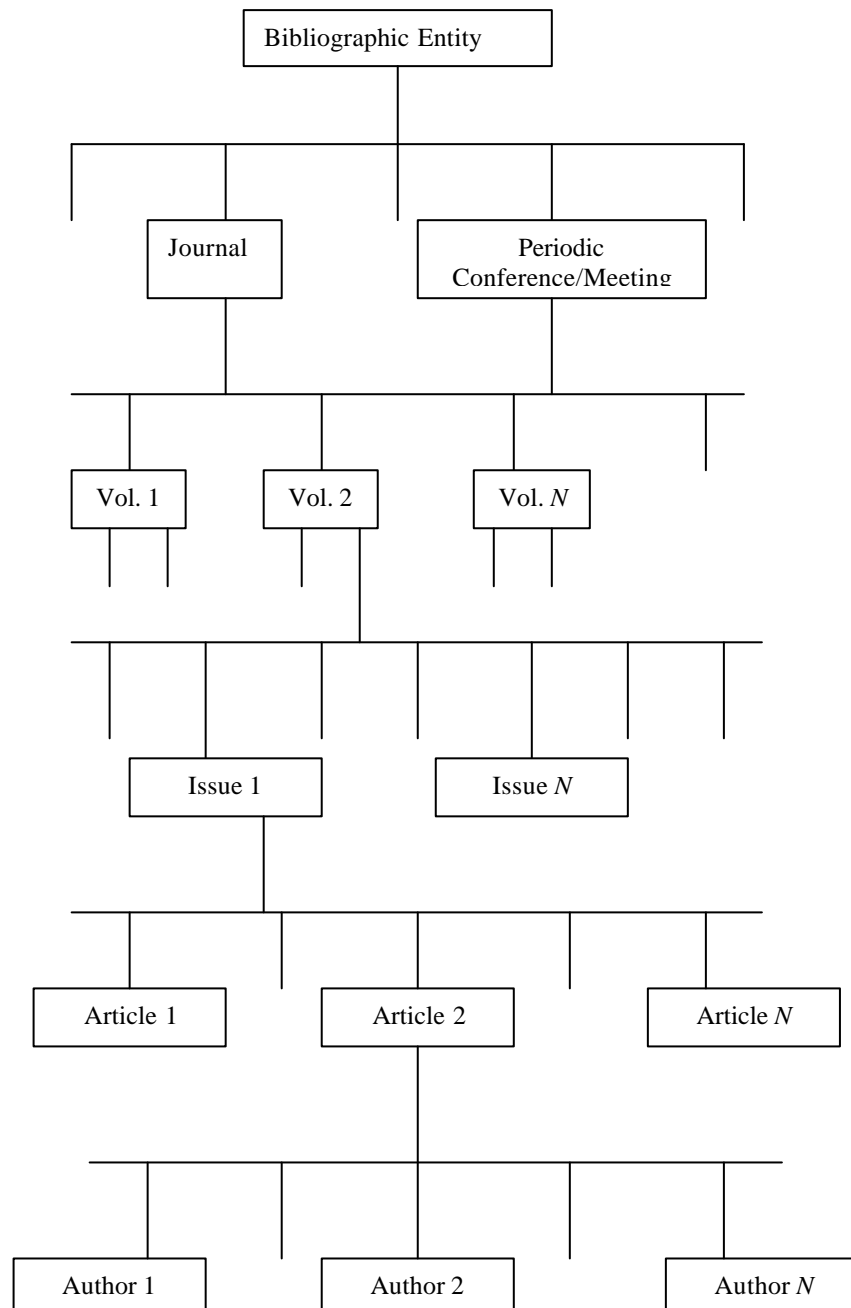 Bibliographic Entity
Journal
Periodic
Conference/Meeting
Vol. 1
Vol. 2
Vol. N
Issue 1
Issue N
Article 1
Article 2
Article N
Author 1
Author 2
Author N